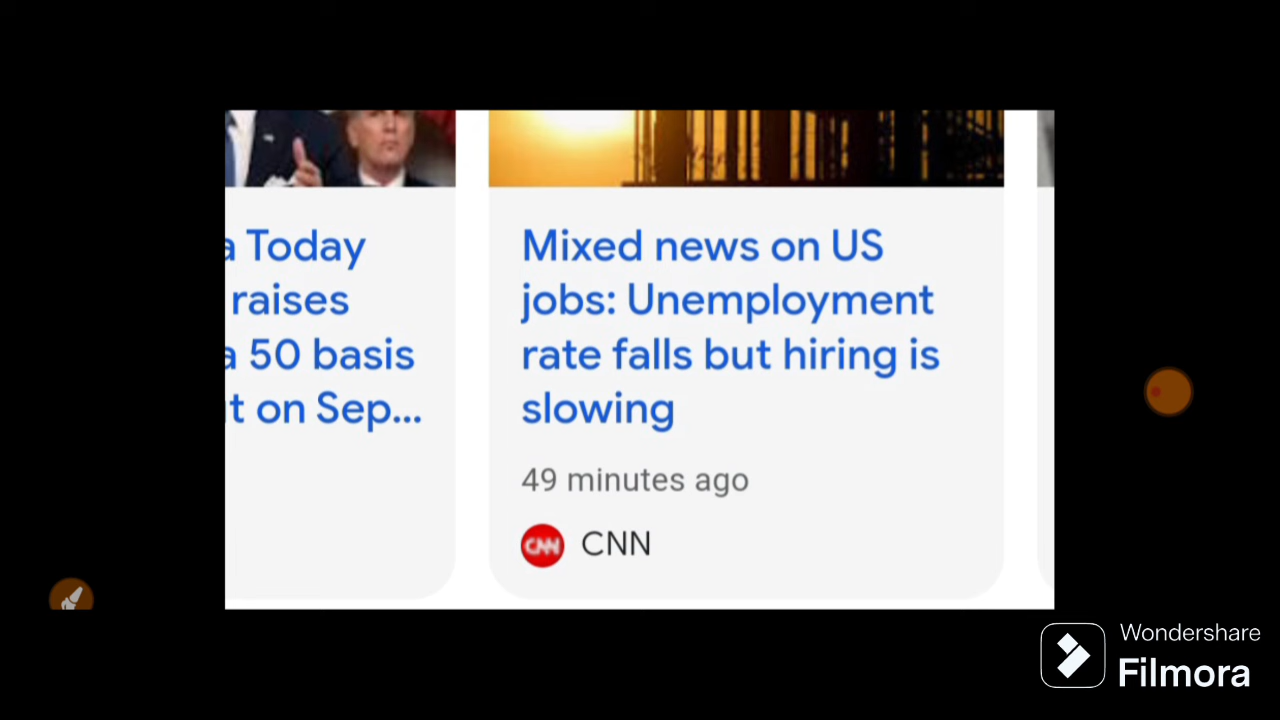 a Today
raises
a 50 basis
t on Sep...
Mixed news on US
jobs: Unemployment
rate falls but hiring is
slowing
49 minutes ago
CNN CNN
Wondershare
Filmora